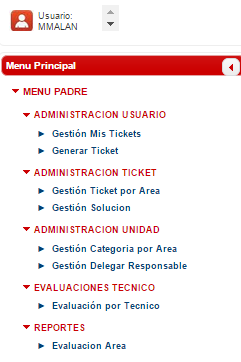 Usuario:
MMALAN
Menu Principal
MENU PADRE
ADMINISTRACION USUARIO
Gestión Mis Tickets
Generar Ticket
ADMINISTRACION TICKET
Gestión Ticket por Area
Gestión Solucion
ADMINISTRACION UNIDAD
Gestión Categoria por Area
Gestión Delegar Responsable
EVALUACIONES TECNICO
Evaluación por Tecnico
REPORTES
Evaluacion Area